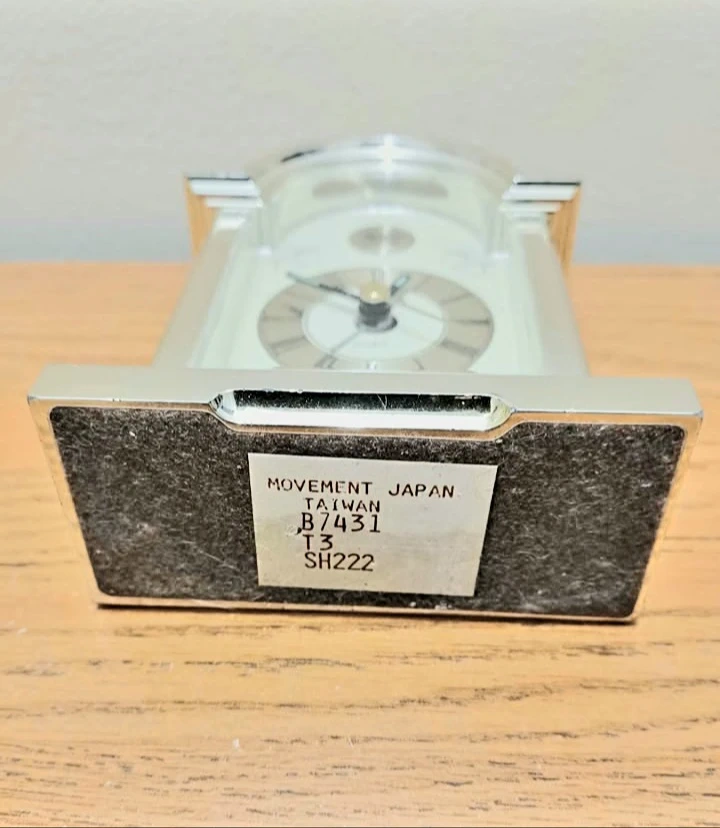 MOVEMENT JAPAN
TAIWAN
B7431
T3
SH222